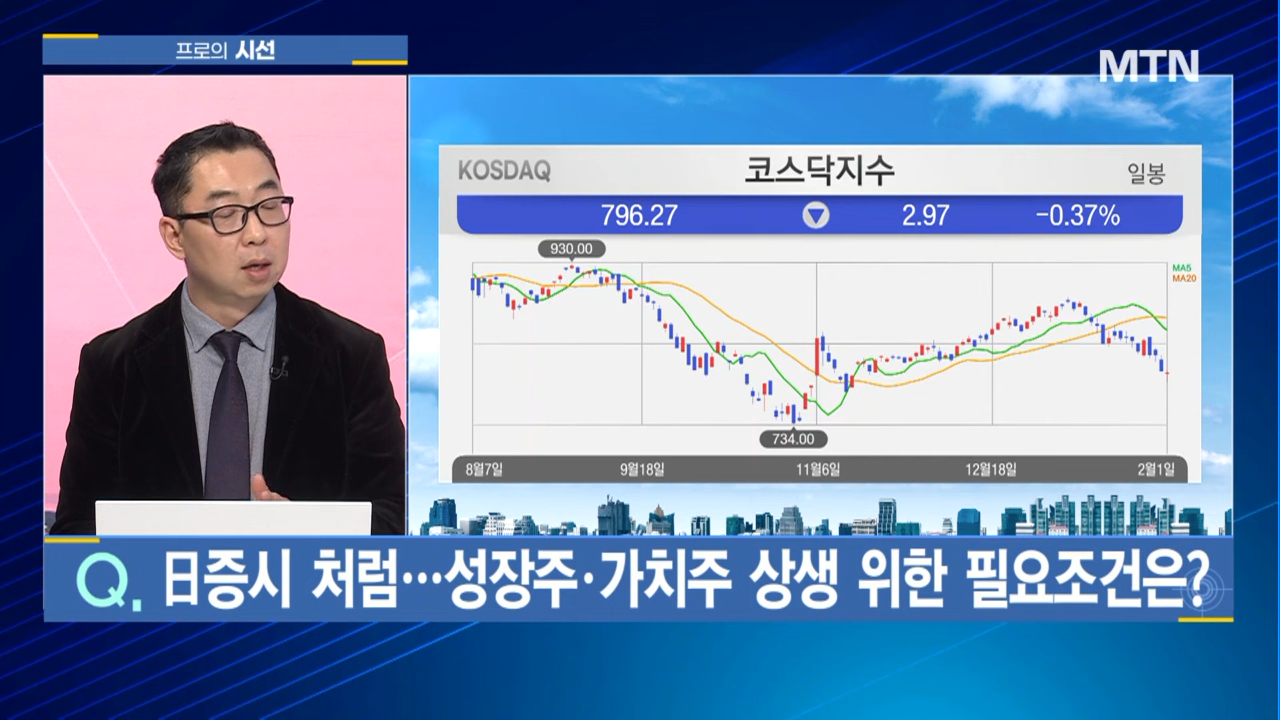 프로의 시선
MTN
KOSDAQ 코스닥지수 일봉
796.27 ▼ 2.97 -0.37%
930.00
MA5
MA20
734.00
8월7일 9월18일 11월6일 12월18일 2월1일
Q. 日증시 처럼…성장주·가치주 상생 위한 필요조건은?